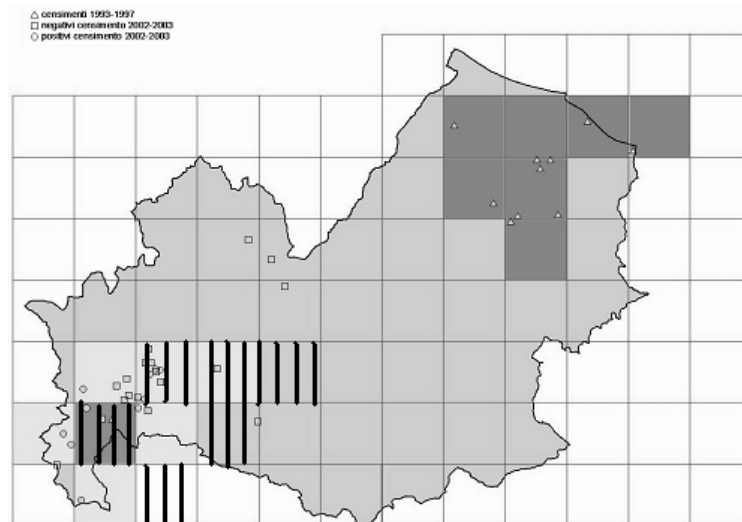 censimenti 1993-1997
negativi censimento 2002-2003
positivi censimento 2002-2003